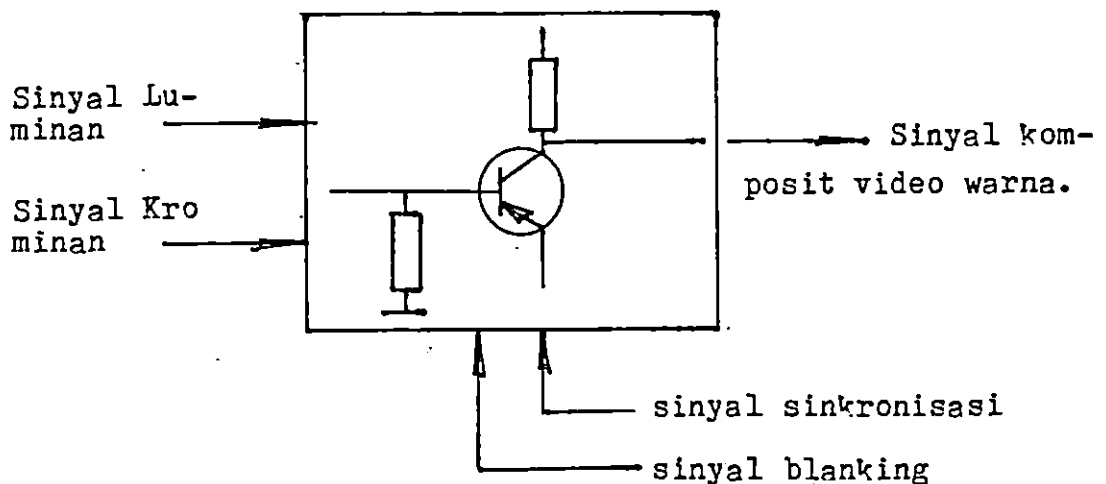 Sinyal Lu-
minan
Sinyal kom-
posit video warna.
Sinyal Kro
minan
sinyal sinkronisasi
sinyal blanking